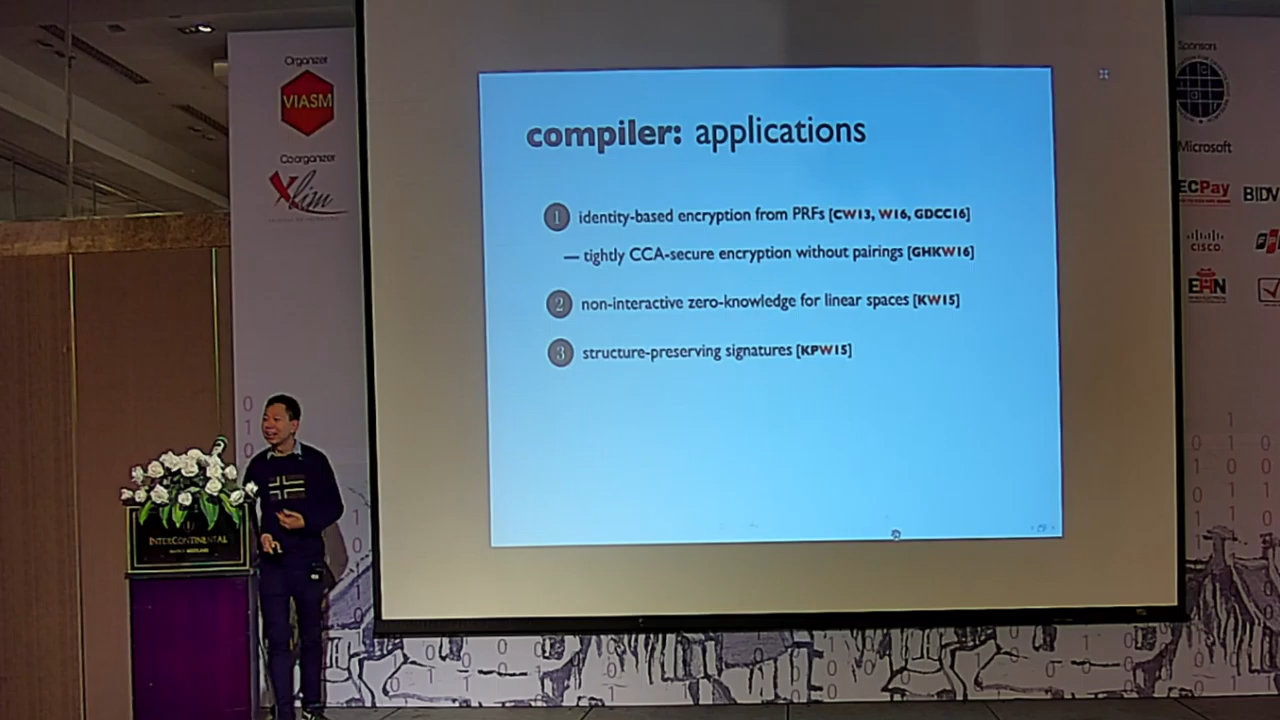 Organizer
VIASM
Coorganizer
Xlim
compiler: applications
1 identity-based encryption from PRFs [CW13, W16, GDCC16]
— tightly CCA-secure encryption without pairings [GHKW16]
2 non-interactive zero-knowledge for linear spaces [KW15]
3 structure-preserving signatures [KPW15]
Sponsors
Microsoft
ECPay
BIDV
CISCO
INTERCONTINENTAL